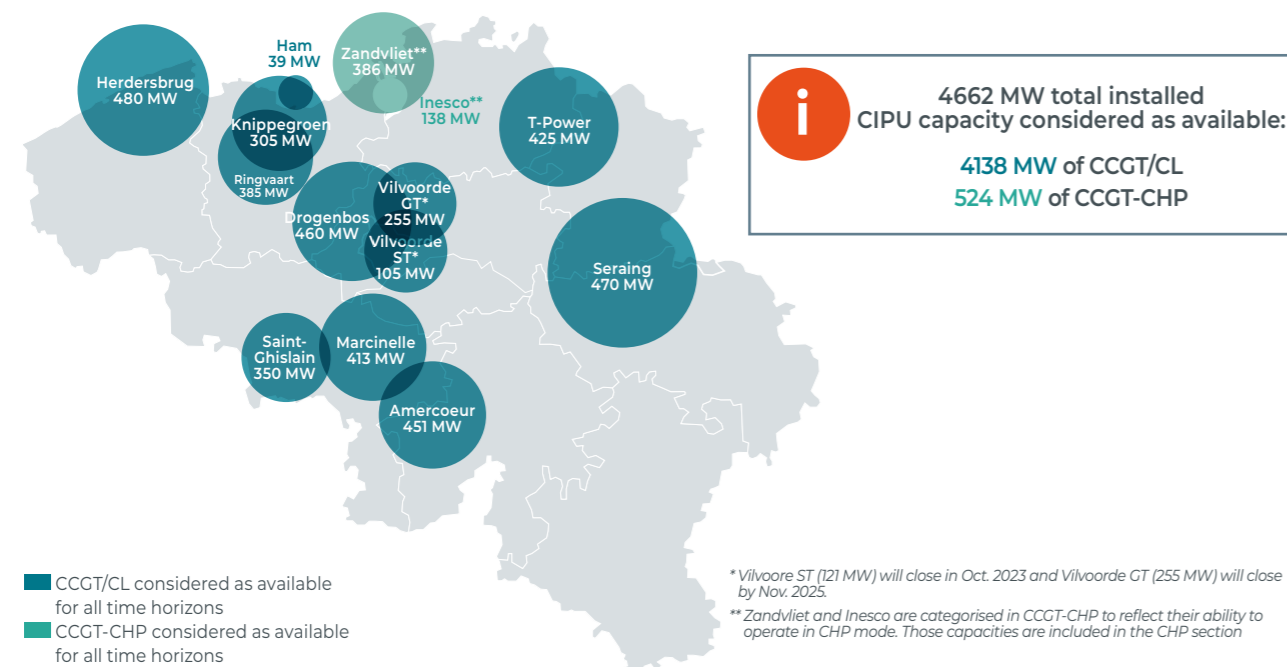 Herdersbrug
480 MW
Ham
39 MW
Zandvliet**
386 MW
Inesco**
138 MW
Knippegroen
305 MW
Ringvaart
385 MW
T-Power
425 MW
Drogenbos
460 MW
Vilvoorde
GT*
255 MW
Vilvoorde
ST*
105 MW
Seraing
470 MW
Saint-
Ghislain
350 MW
Marcinelle
413 MW
Amercoeur
451 MW
i
4662 MW total installed
CIPU capacity considered as available:
4138 MW of CCGT/CL
524 MW of CCGT-CHP
CCGT/CL considered as available
for all time horizons
CCGT-CHP considered as available
for all time horizons
* Vilvoore ST (121 MW) will close in Oct. 2023 and Vilvoorde GT (255 MW) will close
by Nov. 2025.
** Zandvliet and Inesco are categorised in CCGT-CHP to reflect their ability to
operate in CHP mode. Those capacities are included in the CHP section